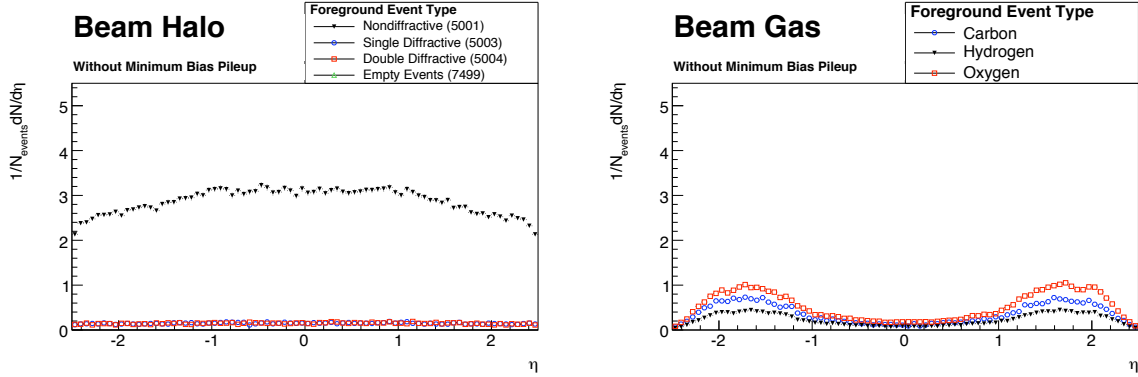 Beam Halo
Foreground Event Type
Nondiffractive (5001)
Single Diffractive (5003)
Double Diffractive (5004)
Empty Events (7499)
Without Minimum Bias Pileup
1/N_events dN/dη
5
4
3
2
1
0
-2
-1
0
1
2
η
Beam Gas
Foreground Event Type
Carbon
Hydrogen
Oxygen
Without Minimum Bias Pileup
1/N_events dN/dη
5
4
3
2
1
0
-2
-1
0
1
2
η